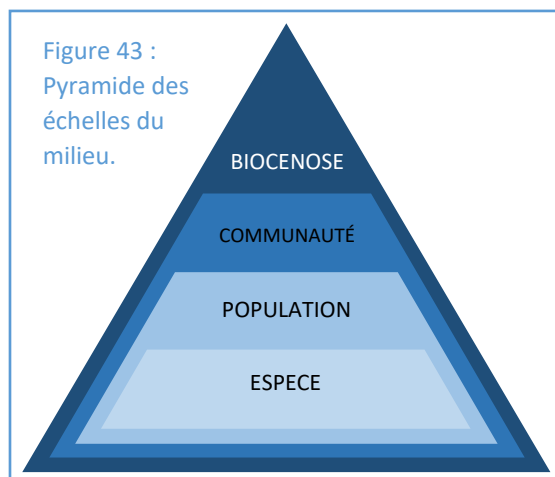 Figure 43 :
Pyramide des
échelles du
milieu.
BIOCENOSE
COMMUNAUTÉ
POPULATION
ESPECE